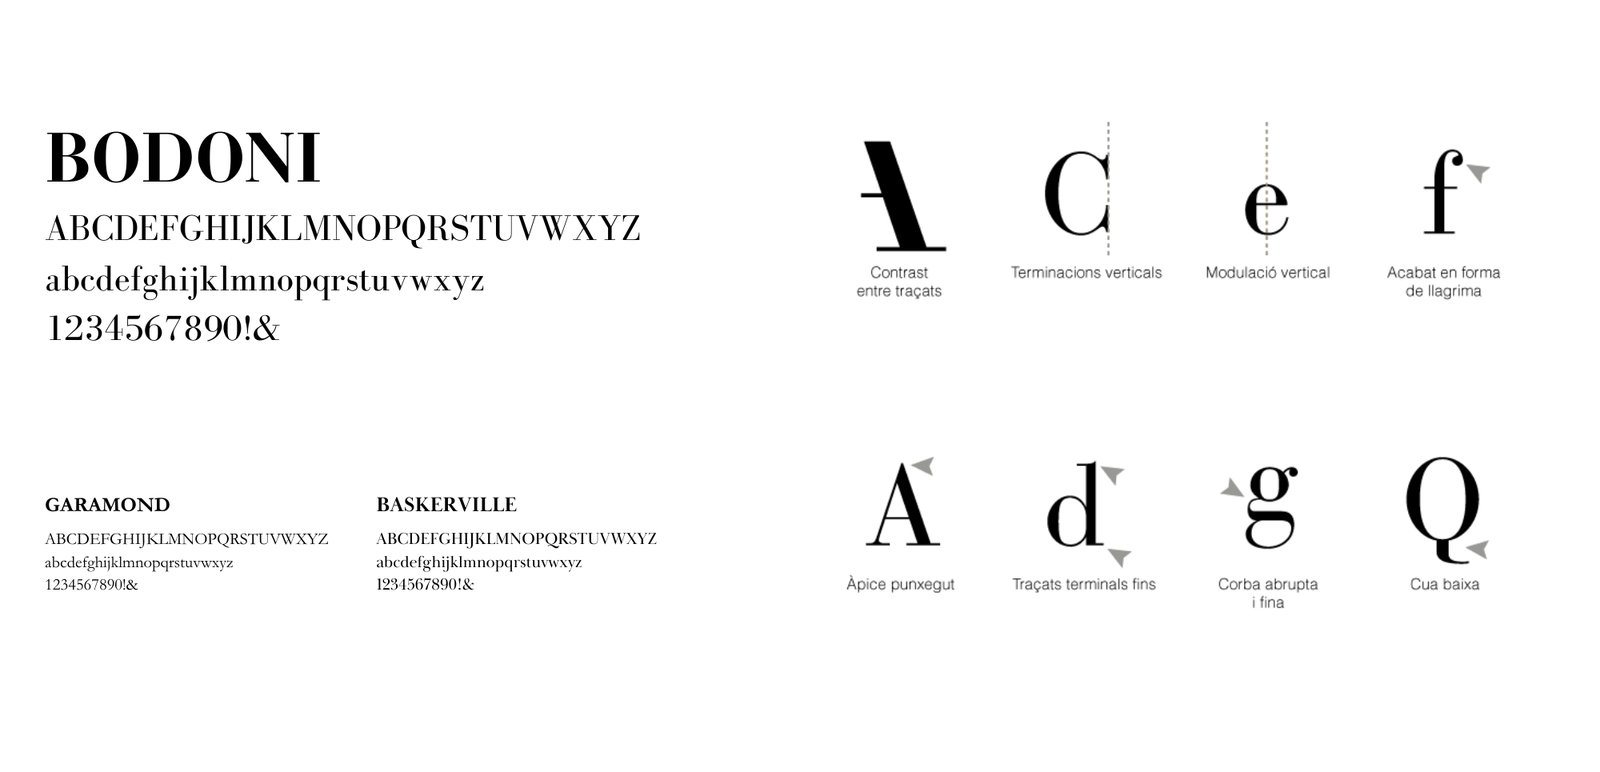 BODONI
ABCDEFGHIJKLMNOPQRSTUVWXYZ
abcdefghijklmnopqrstuvwxyz
1234567890!&
GARAMOND
ABCDEFGHIJKLMNOPQRSTUVWXYZ
abcdefghijklmnopqrstuvwxyz
1234567890!&
BASKERVILLE
ABCDEFGHIJKLMNOPQRSTUVWXYZ
abcdefghijklmnopqrstuvwxyz
1234567890!&
A
Contrast
entre traçats
C
Terminacions verticals
e
Modulació vertical
f
Acabat en forma
de llagrima
A
Àpice punxegut
d
Traçats terminals fins
g
Corba abrupta
i fina
Q
Cua baixa